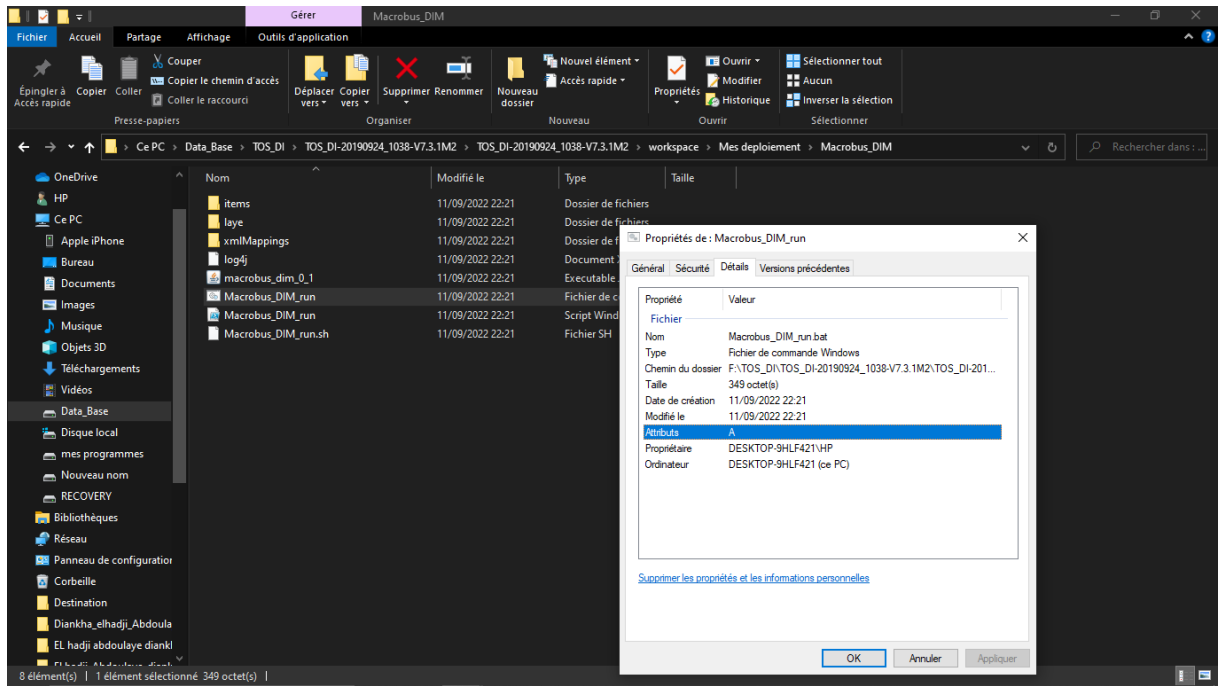 Gérer Macrobus_DIM
Fichier Accueil Partage Affichage Outils d'application
Épingler à Accès rapide
Copier
Coller
Couper
Copier le chemin d'accès
Coller le raccourci
Presse-papiers
Déplacer vers
Copier vers
Supprimer
Renommer
Organiser
Nouveau dossier
Nouvel élément
Accès rapide
Nouveau
Propriétés
Ouvrir
Modifier
Historique
Ouvrir
Sélectionner tout
Aucun
Inverser la sélection
Sélectionner
Ce PC > Data_Base > TOS_DI > TOS_DI-20190924_1038-V7.3.1M2 > TOS_DI-20190924_1038-V7.3.1M2 > workspace > Mes deploiement > Macrobus_DIM
Rechercher dans : ...
OneDrive
HP
Ce PC
Apple iPhone
Bureau
Documents
Images
Musique
Objets 3D
Téléchargements
Vidéos
Data_Base
Disque local
mes programmes
Nouveau nom
RECOVERY
Bibliothèques
Réseau
Panneau de configuration
Corbeille
Destination
Diankha_elhadji_Abdoula
EL hadji abdoulaye diankl
Nom Modifié le Type Taille
items 11/09/2022 22:21 Dossier de fichiers
laye 11/09/2022 22:21 Dossier de fichiers
xmlMappings 11/09/2022 22:21 Dossier de f
log4j 11/09/2022 22:21 Document
macrobus_dim_0_1 11/09/2022 22:21 Executable
Macrobus_DIM_run 11/09/2022 22:21 Fichier de c
Macrobus_DIM_run 11/09/2022 22:21 Script Wind
Macrobus_DIM_run.sh 11/09/2022 22:21 Fichier SH
Propriétés de : Macrobus_DIM_run
Général Sécurité Détails Versions précédentes
Propriété Valeur
Fichier
Nom Macrobus_DIM_run.bat
Type Fichier de commande Windows
Chemin du dossier F:\TOS_DI\TOS_DI-20190924_1038-V7.3.1M2\TOS_DI-201...
Taille 349 octet(s)
Date de création 11/09/2022 22:21
Modifié le 11/09/2022 22:21
Attributs A
Propriétaire DESKTOP-9HLF421\HP
Ordinateur DESKTOP-9HLF421 (ce PC)
Supprimer les propriétés et les informations personnelles
OK Annuler Appliquer
8 élément(s) | 1 élément sélectionné 349 octet(s) |